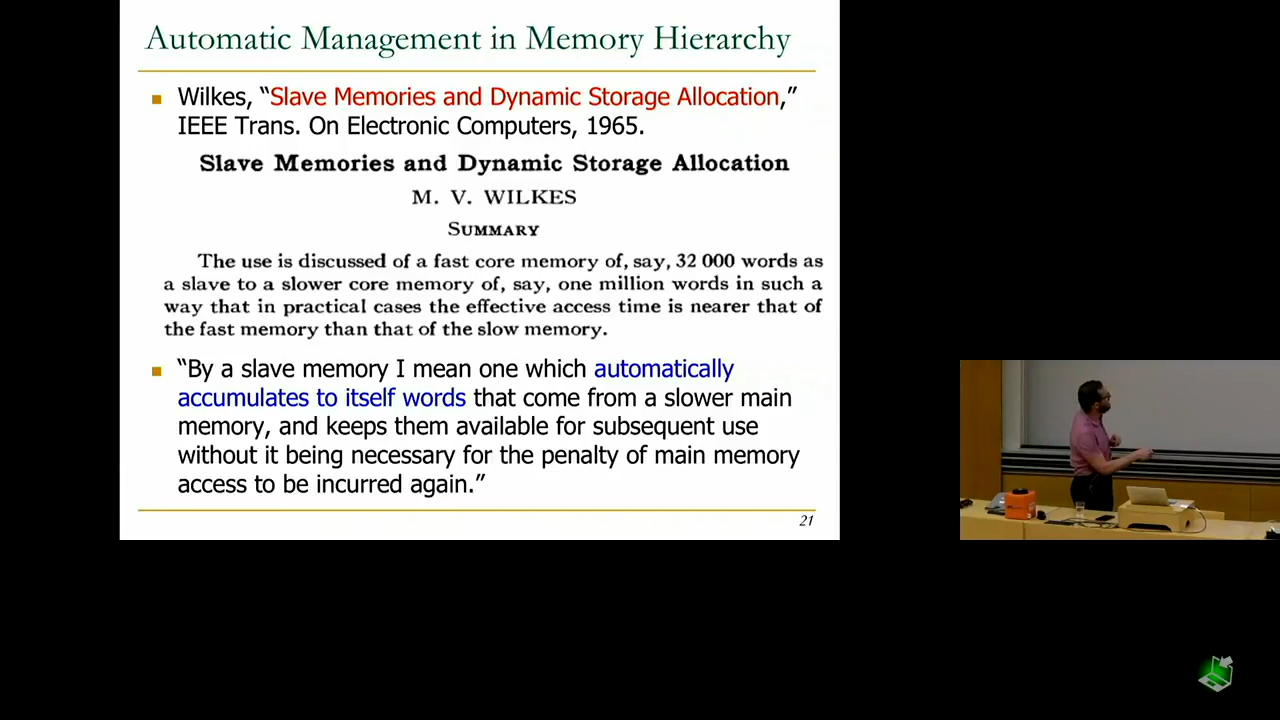 Automatic Management in Memory Hierarchy
Wilkes, “Slave Memories and Dynamic Storage Allocation,”
IEEE Trans. On Electronic Computers, 1965.
Slave Memories and Dynamic Storage Allocation
M. V. WILKES
SUMMARY
The use is discussed of a fast core memory of, say, 32 000 words as
a slave to a slower core memory of, say, one million words in such a
way that in practical cases the effective access time is nearer that of
the fast memory than that of the slow memory.
“By a slave memory I mean one which automatically
accumulates to itself words that come from a slower main
memory, and keeps them available for subsequent use
without it being necessary for the penalty of main memory
access to be incurred again.”
21